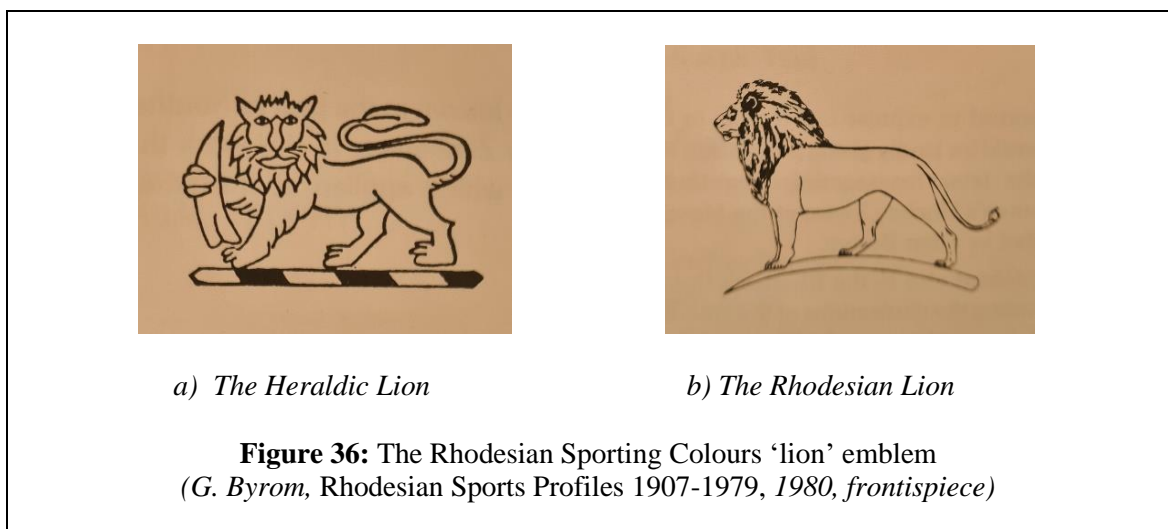 a) The Heraldic Lion
b) The Rhodesian Lion
Figure 36: The Rhodesian Sporting Colours ‘lion’ emblem
(G. Byrom, Rhodesian Sports Profiles 1907-1979, 1980, frontispiece)